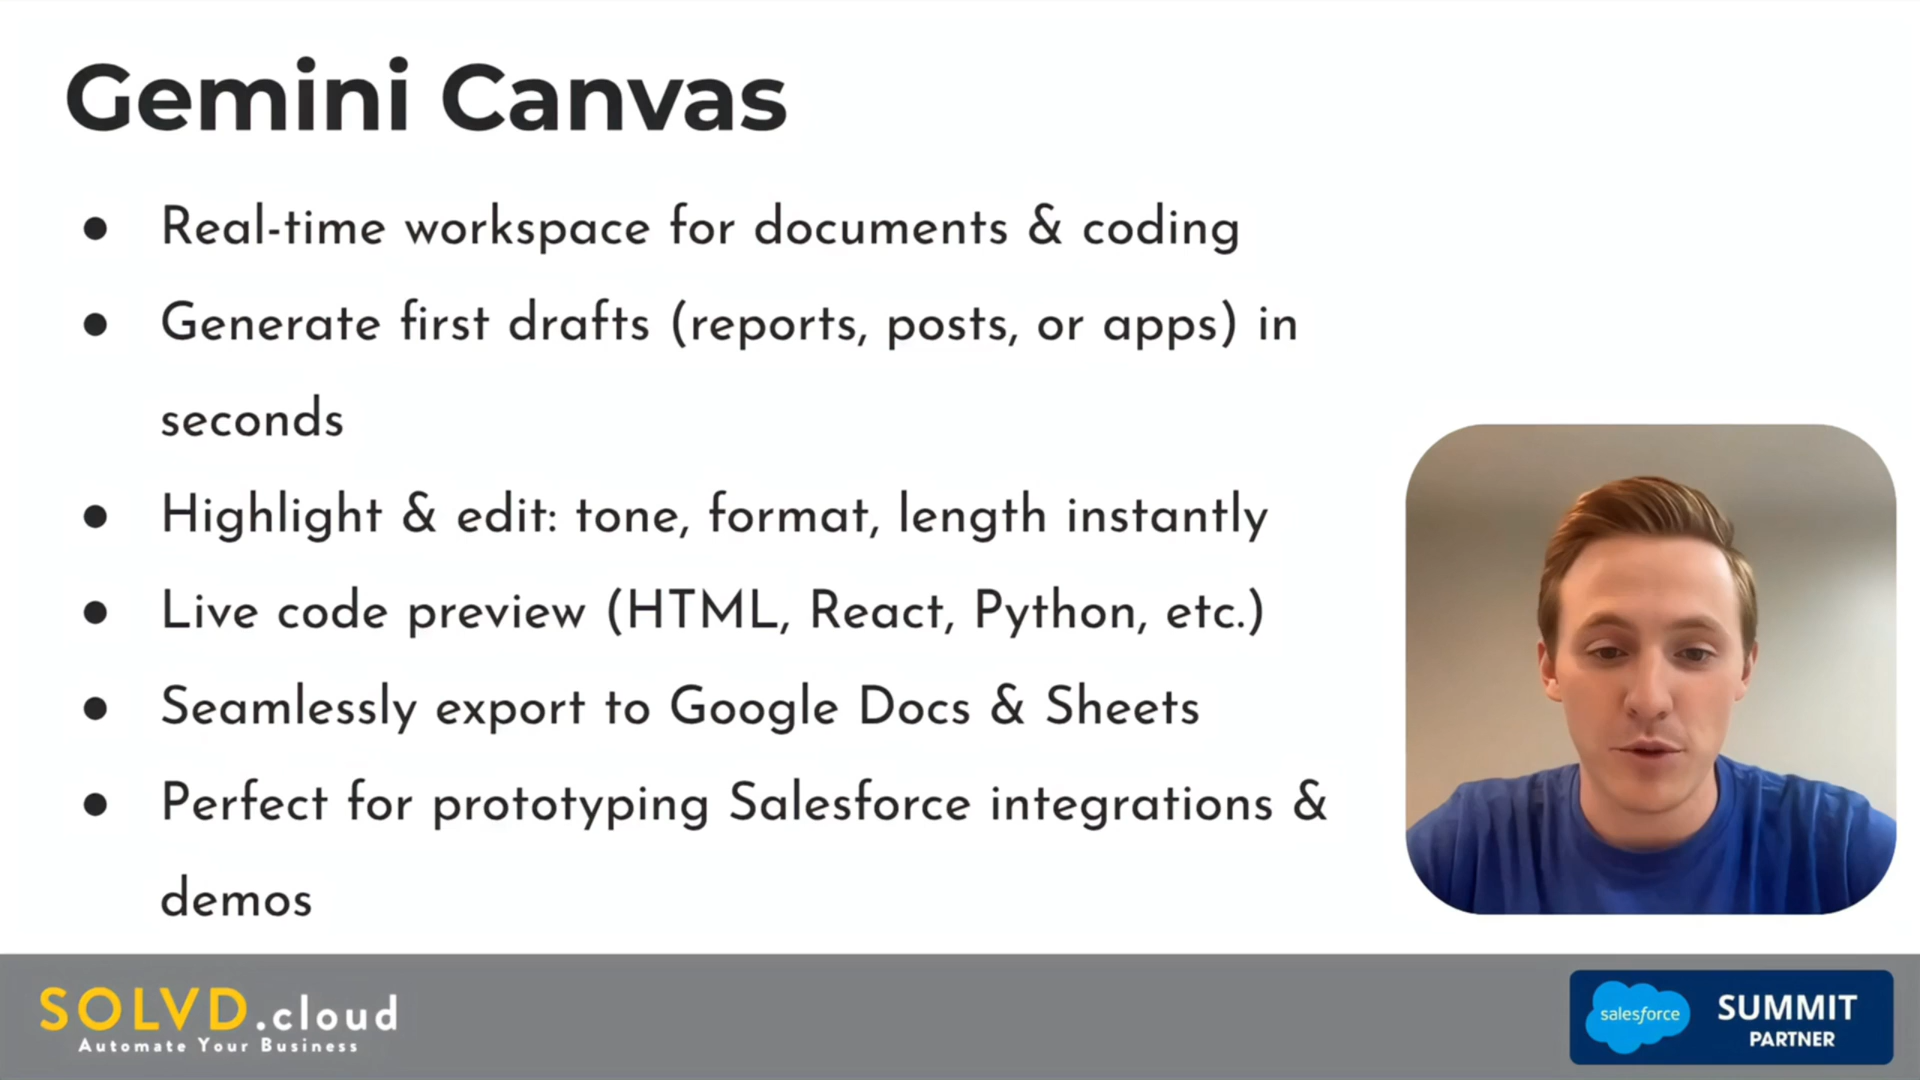 Gemini Canvas
● Real-time workspace for documents & coding
● Generate first drafts (reports, posts, or apps) in
seconds
● Highlight & edit: tone, format, length instantly
● Live code preview (HTML, React, Python, etc.)
● Seamlessly export to Google Docs & Sheets
● Perfect for prototyping Salesforce integrations &
demos
SOLVD.cloud
Automate Your Business
salesforce
SUMMIT
PARTNER